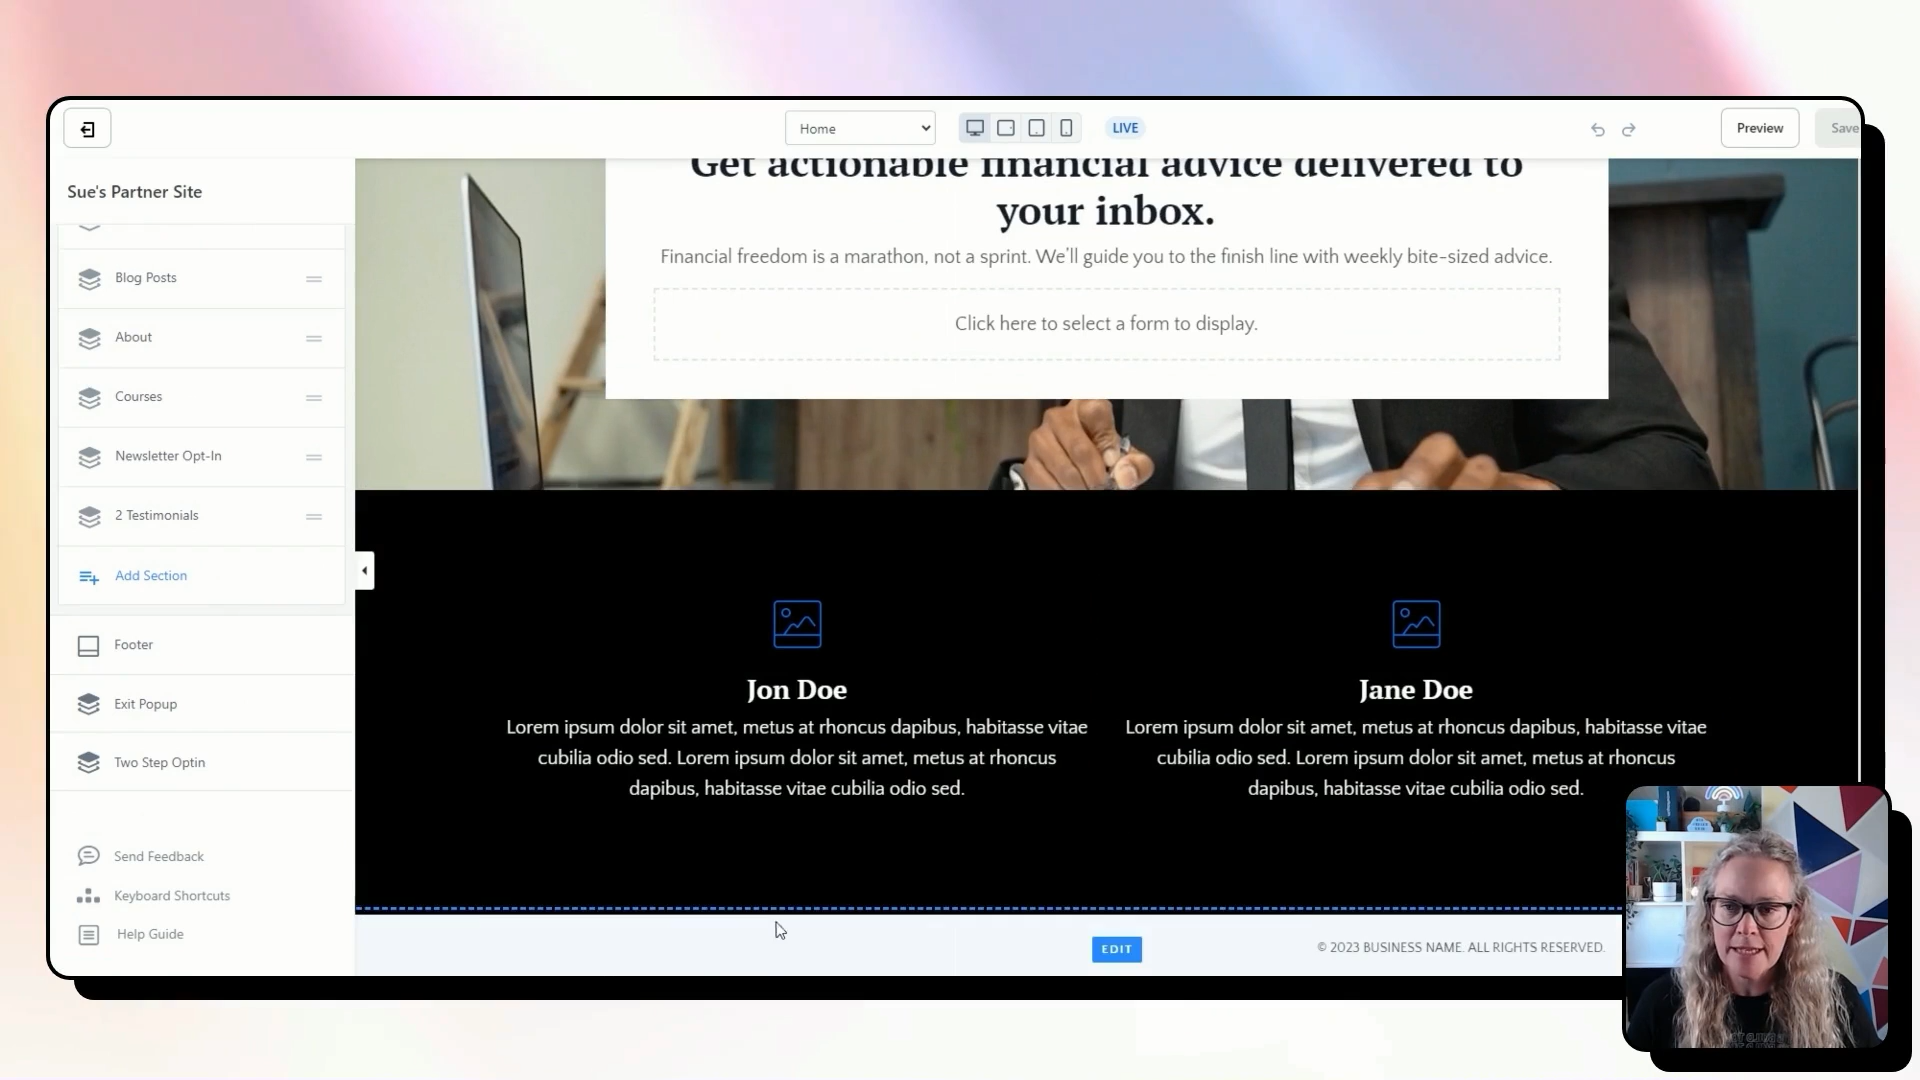 Home
LIVE
Preview
Save
Sue's Partner Site
Blog Posts
About
Courses
Newsletter Opt-In
2 Testimonials
Add Section
Footer
Exit Popup
Two Step Optin
Send Feedback
Keyboard Shortcuts
Help Guide
Get actionable financial advice delivered to
your inbox.
Financial freedom is a marathon, not a sprint. We'll guide you to the finish line with weekly bite-sized advice.
Click here to select a form to display.
Jon Doe
Lorem ipsum dolor sit amet, metus at rhoncus dapibus, habitasse vitae
cubilia odio sed. Lorem ipsum dolor sit amet, metus at rhoncus
dapibus, habitasse vitae cubilia odio sed.
Jane Doe
Lorem ipsum dolor sit amet, metus at rhoncus dapibus, habitasse vitae
cubilia odio sed. Lorem ipsum dolor sit amet, metus at rhoncus
dapibus, habitasse vitae cubilia odio sed.
EDIT
© 2023 BUSINESS NAME. ALL RIGHTS RESERVED.